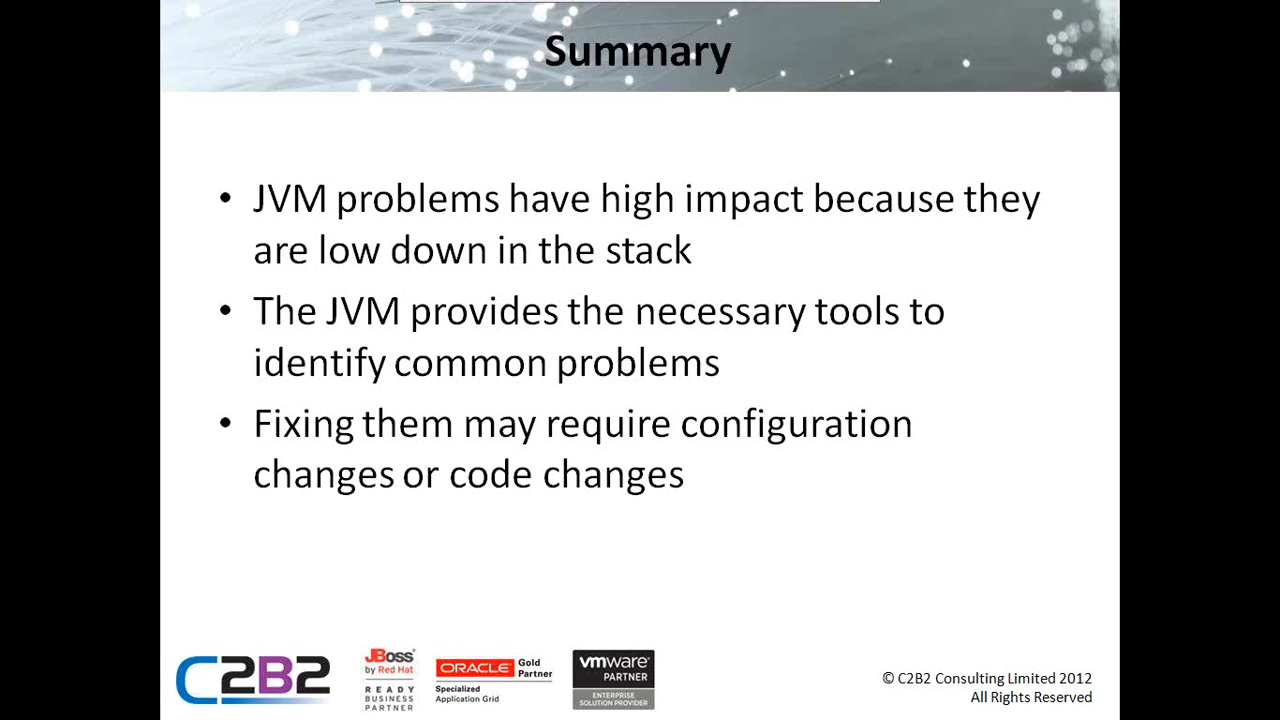 Summary
• JVM problems have high impact because they
are low down in the stack
• The JVM provides the necessary tools to
identify common problems
• Fixing them may require configuration
changes or code changes
C2B2
JBoss
by Red Hat
READY
BUSINESS
PARTNER
ORACLE Gold
Partner
Specialized
Application Grid
vmware
PARTNER
ENTERPRISE
SOLUTION PROVIDER
© C2B2 Consulting Limited 2012
All Rights Reserved